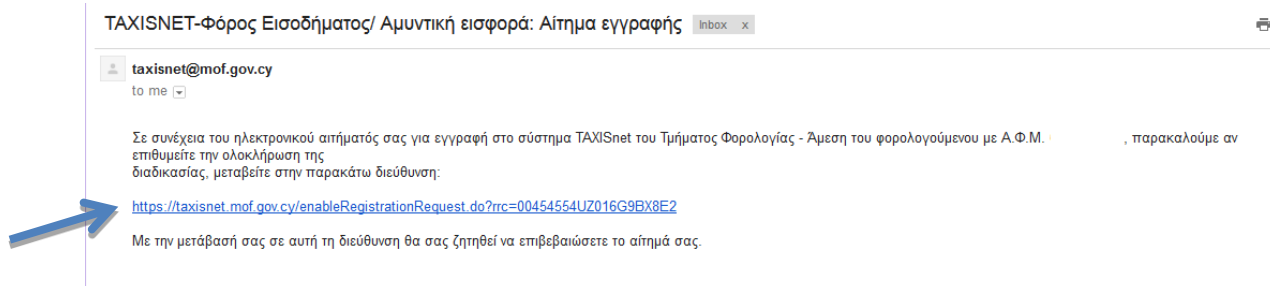 TAXISNET-Φόρος Εισοδήματος/ Αμυντική εισφορά: Αίτημα εγγραφής Inbox x
taxisnet@mof.gov.cy
to me
Σε συνέχεια του ηλεκτρονικού αιτήματός σας για εγγραφή στο σύστημα TAXISnet του Τμήματος Φορολογίας - Άμεση του φορολογούμενου με Α.Φ.Μ. , παρακαλούμε αν
επιθυμείτε την ολοκλήρωση της
διαδικασίας, μεταβείτε στην παρακάτω διεύθυνση:
https://taxisnet.mof.gov.cy/enableRegistrationRequest.do?rrc=00454554UZ016G9BX8E2
Με την μετάβασή σας σε αυτή τη διεύθυνση θα σας ζητηθεί να επιβεβαιώσετε το αίτημά σας.